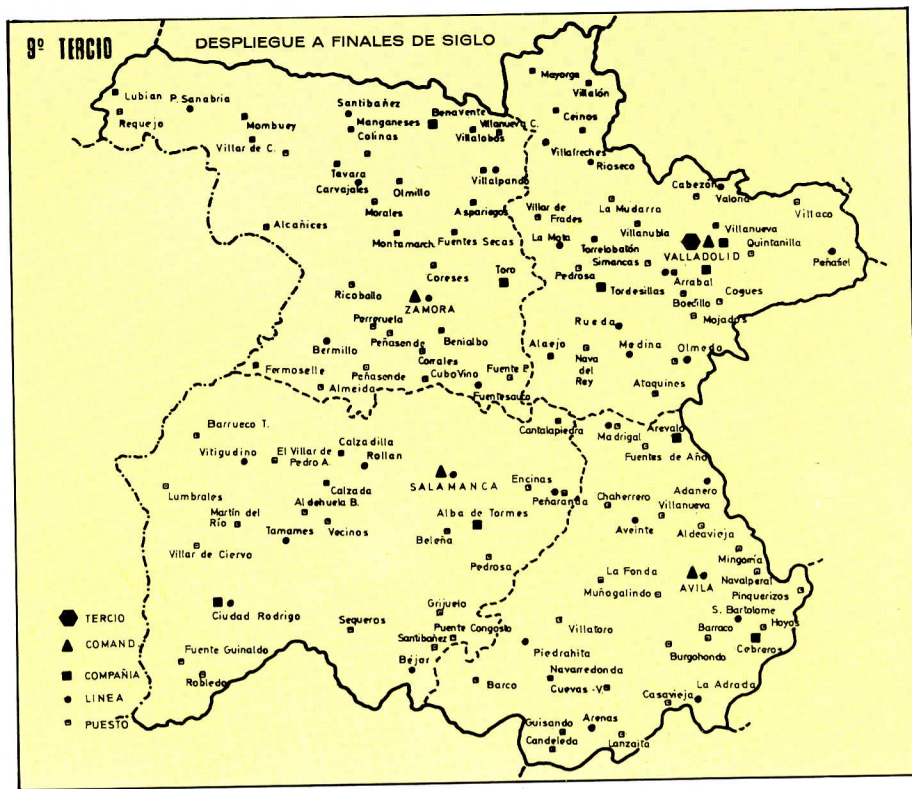 9º TERCIO
DESPLIEGUE A FINALES DE SIGLO
Lubian
P. Sanabria
Requejo
Mombuey
Villar de C.
Santibañez
Manganeses
Colinas
Benavente
Villanueva C.
Villalobos
Tavara
Carvajales
Olmillo
Villalpando
Morales
Aspariegos
Alcañices
Montamarch.
Fuentes Secas
Coreses
Toro
Ricoballo
ZAMORA
Perreruela
Peñasende
Benialbo
Bermillo
Corrales
Fermoselle
Peñasende
CuboVino
Fuente P.
Almeida
Fuentesauco
Mayorga
Villalón
Ceinos
Villafreches
Rioseco
Cabezón
Valoria
Villaco
Villar de
Frades
La Mudarra
Villanueva
Villanubla
La Mota
Torrelobatón
VALLADOLID
Quintanilla
Simancas
Peñafiel
Pedrosa
Arrabal
Tordesillas
Boecillo
Cogues
Mojados
Rueda
Alaejo
Nava
del
Rey
Medina
Olmedo
Ataquines
Barrueco T.
Vitigudino
El Villar de
Pedro A.
Calzadilla
Rollan
SALAMANCA
Lumbrales
Calzada
Encinas
Cantalapiedra
Peñaranda
Martín del
Río
Aldehuela B.
Alba de Tormes
Tamames
Vecinos
Beleña
Villar de Ciervo
Pedrosa
Ciudad Rodrigo
Sequeros
Grijuelo
Puente Congosto
Santibañez
Fuente Guinaldo
Robledo
Béjar
Madrigal
Arevalo
Fuentes de Año
Adanero
Chaherrero
Villanueva
Aveinte
Aldeavieja
Mingorría
La Fonda
AVILA
Navalperal
Muñogalindo
Pinquerizos
S. Bartolome
Villatoro
Barraco
Hoyos
Piedrahita
Burgohondo
Cebreros
Barco
Navarredonda
Cuevas -V.
Casavieja
La Adrada
Guisando
Arenas
Candeleda
Lanzaita
TERCIO
COMAND.
COMPAÑIA
LINEA
PUESTO